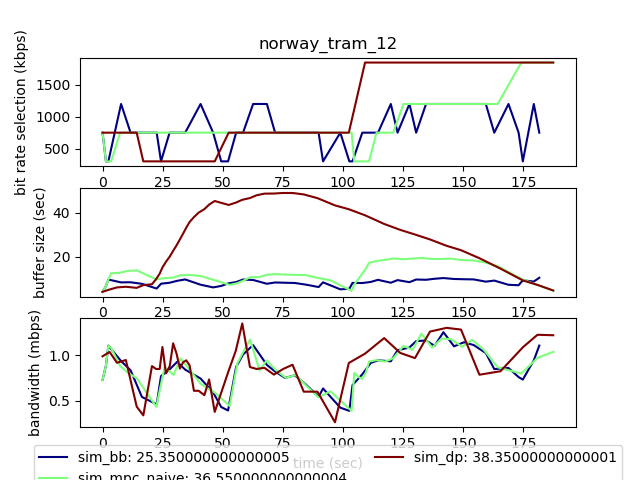 norway_tram_12
bit rate selection (kbps)
1500
1000
500
0 25 50 75 100 125 150 175
buffer size (sec)
40
20
0 25 50 75 100 125 150 175
bandwidth (mbps)
1.0
0.5
0 25 50 75 100 125 150 175
time (sec)
sim_bb: 25.350000000000005
sim_dp: 38.35000000000001
sim_mpc_naive: 36.550000000000004